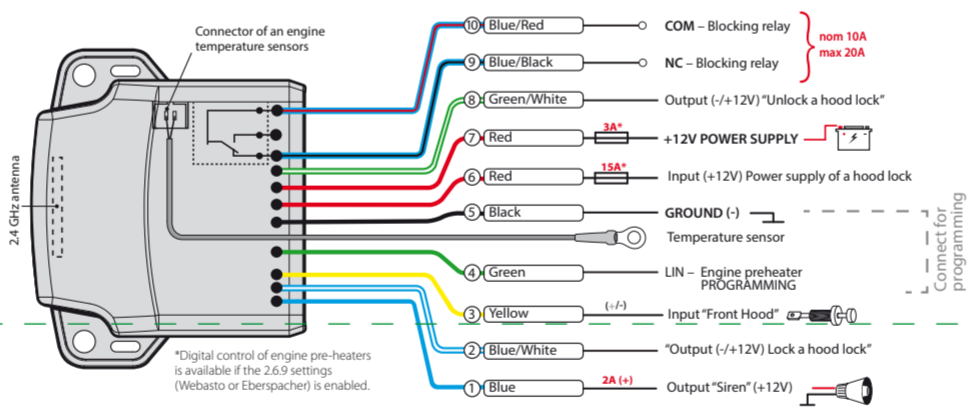 Connector of an engine
temperature sensors
2.4 GHz antenna
10 Blue/Red COM – Blocking relay
nom 10A
max 20A
9 Blue/Black NC – Blocking relay
8 Green/White Output (-/+12V) “Unlock a hood lock”
7 Red 3A* +12V POWER SUPPLY
6 Red 15A* Input (+12V) Power supply of a hood lock
5 Black GROUND (-)
Temperature sensor
Connect for
programming
4 Green LIN – Engine preheater
PROGRAMMING
3 Yellow (+/-) Input “Front Hood”
2 Blue/White “Output (-/+12V) Lock a hood lock”
1 Blue 2A (+) Output “Siren” (+12V)
*Digital control of engine pre-heaters
is available if the 2.6.9 settings
(Webasto or Eberspacher) is enabled.